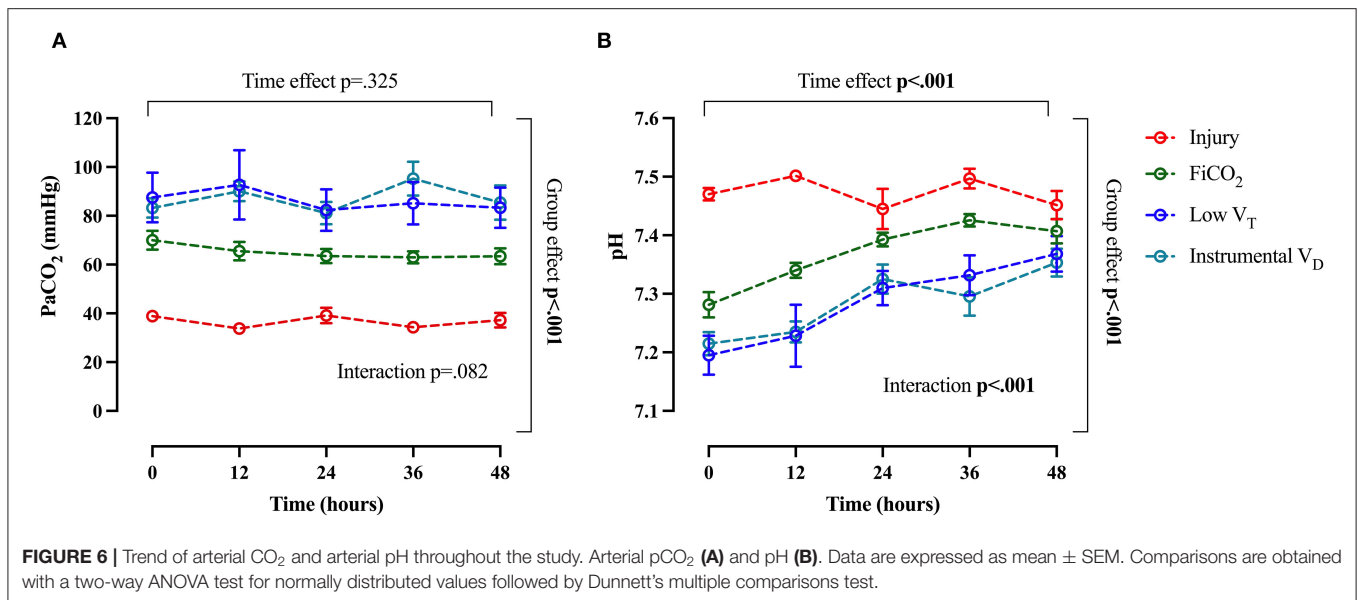 A
Time effect p=.325
PaCO₂ (mmHg)
120
100
80
60
40
20
0
Interaction p=.082
Group effect p<.001
0 12 24 36 48
Time (hours)
B
Time effect p<.001
pH
7.6
7.5
7.4
7.3
7.2
7.1
Interaction p<.001
Group effect p<.001
0 12 24 36 48
Time (hours)
Injury
FiCO₂
Low V_T
Instrumental V_D
FIGURE 6 | Trend of arterial CO₂ and arterial pH throughout the study. Arterial pCO₂ (A) and pH (B). Data are expressed as mean ± SEM. Comparisons are obtained
with a two-way ANOVA test for normally distributed values followed by Dunnett's multiple comparisons test.